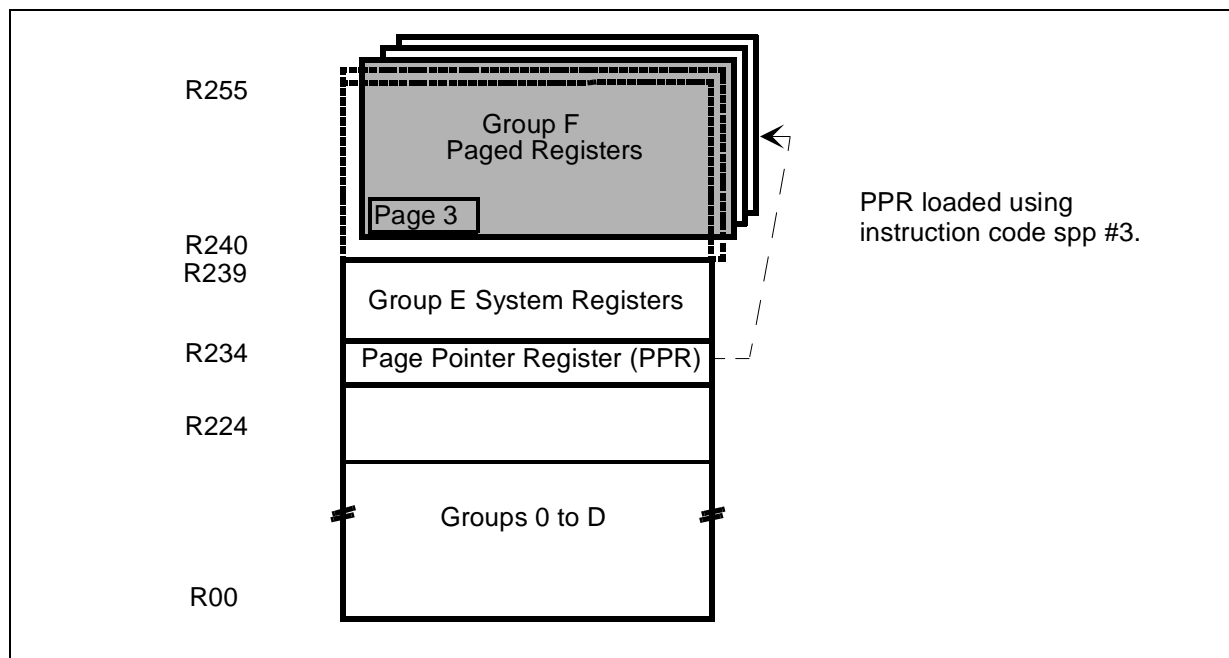 R255
Group F
Paged Registers
Page 3
R240
R239
Group E System Registers
R234
Page Pointer Register (PPR)
R224
Groups 0 to D
R00
PPR loaded using
instruction code spp #3.